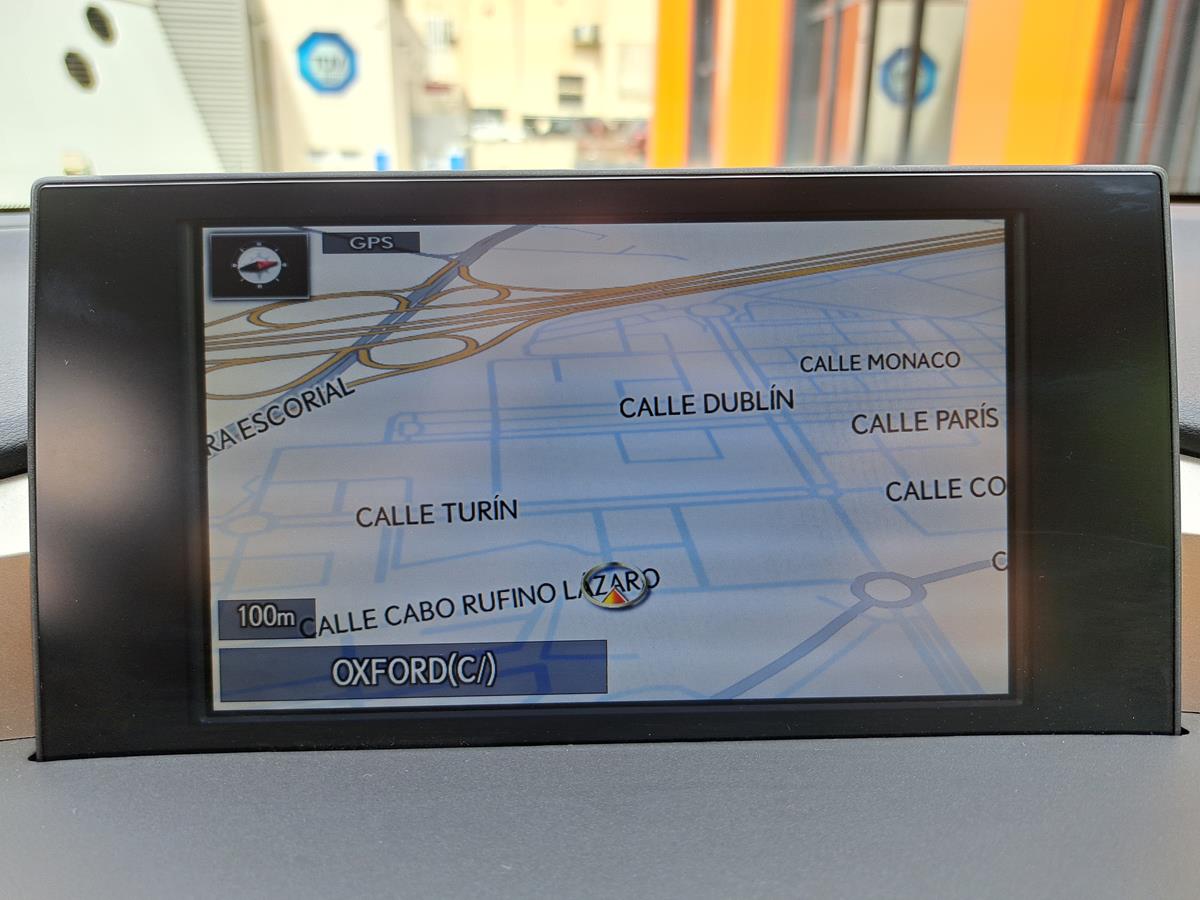 TÜV
GPS
CALLE MONACO
CALLE DUBLÍN
RA ESCORIAL
CALLE PARÍS
CALLE CO
CALLE TURÍN
C
CALLE CABO RUFINO LÁZARO
100m
OXFORD(C/)